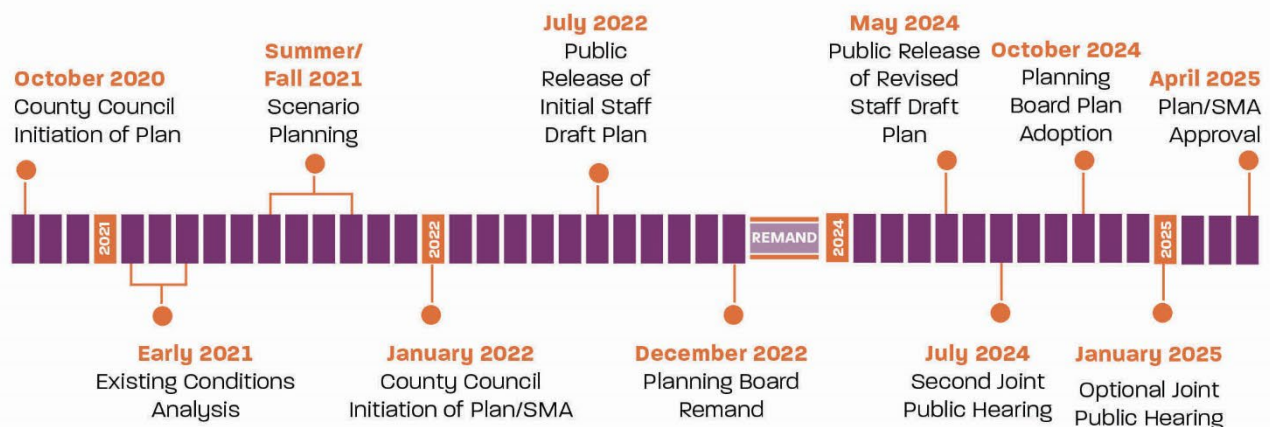 July 2022
Public
Release of
Initial Staff
Draft Plan
May 2024
Public Release
of Revised
Staff Draft
Plan
Summer/
Fall 2021
Scenario
Planning
October 2024
Planning
Board Plan
Adoption
October 2020
County Council
Initiation of Plan
April 2025
Plan/SMA
Approval
2021
2022
REMAND
2024
2025
Early 2021
Existing Conditions
Analysis
January 2022
County Council
Initiation of Plan/SMA
December 2022
Planning Board
Remand
July 2024
Second Joint
Public Hearing
January 2025
Optional Joint
Public Hearing